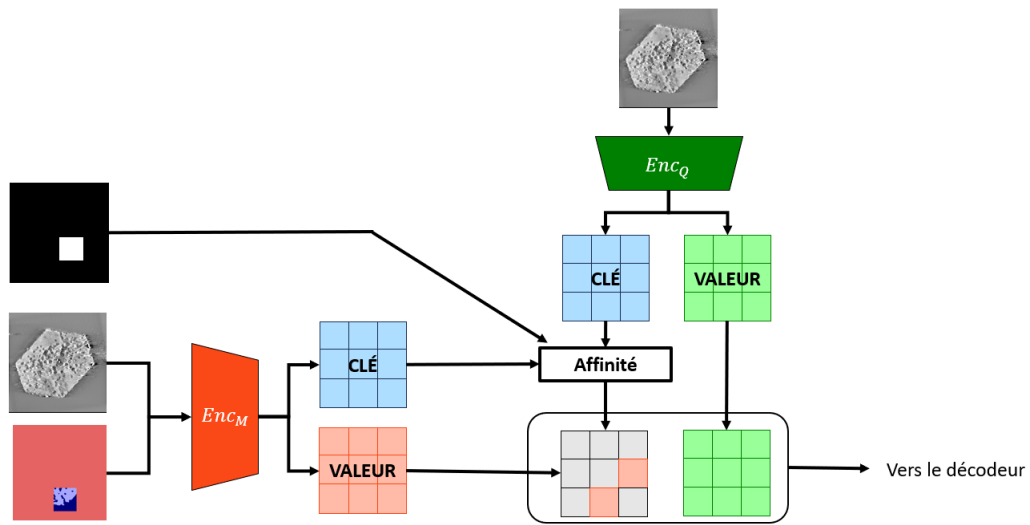 Enc_Q
CLÉ
VALEUR
Affinité
CLÉ
Enc_M
VALEUR
Vers le décodeur